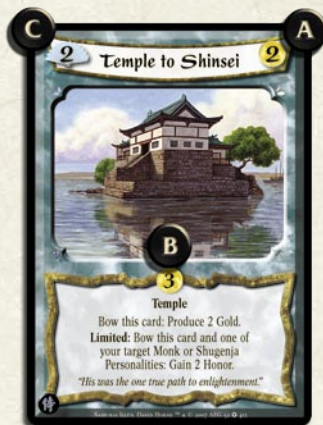 C
A
2 Temple to Shinsei 2
B
3
Temple
Bow this card: Produce 2 Gold.
Limited: Bow this card and one of
your target Monk or Shugenja
Personalities: Gain 2 Honor.
"His was the one true path to enlightenment."